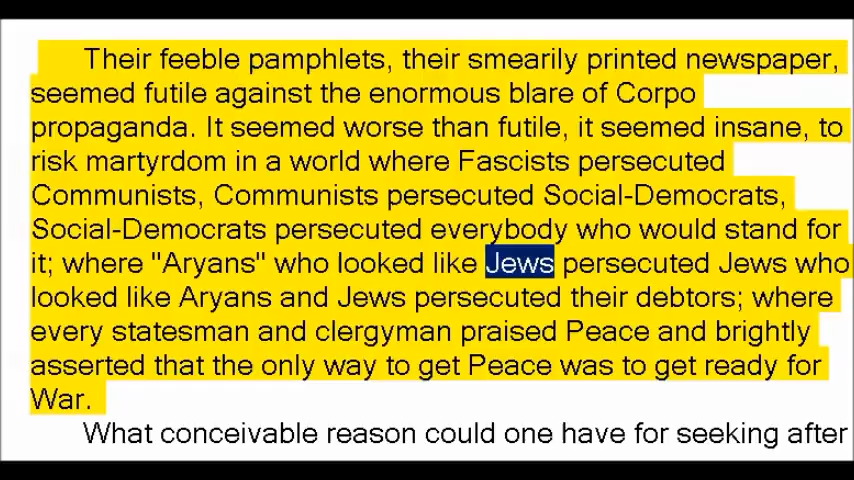 Their feeble pamphlets, their smearily printed newspaper,
seemed futile against the enormous blare of Corpo
propaganda. It seemed worse than futile, it seemed insane, to
risk martyrdom in a world where Fascists persecuted
Communists, Communists persecuted Social-Democrats,
Social-Democrats persecuted everybody who would stand for
it; where "Aryans" who looked like Jews persecuted Jews who
looked like Aryans and Jews persecuted their debtors; where
every statesman and clergyman praised Peace and brightly
asserted that the only way to get Peace was to get ready for
War.
What conceivable reason could one have for seeking after